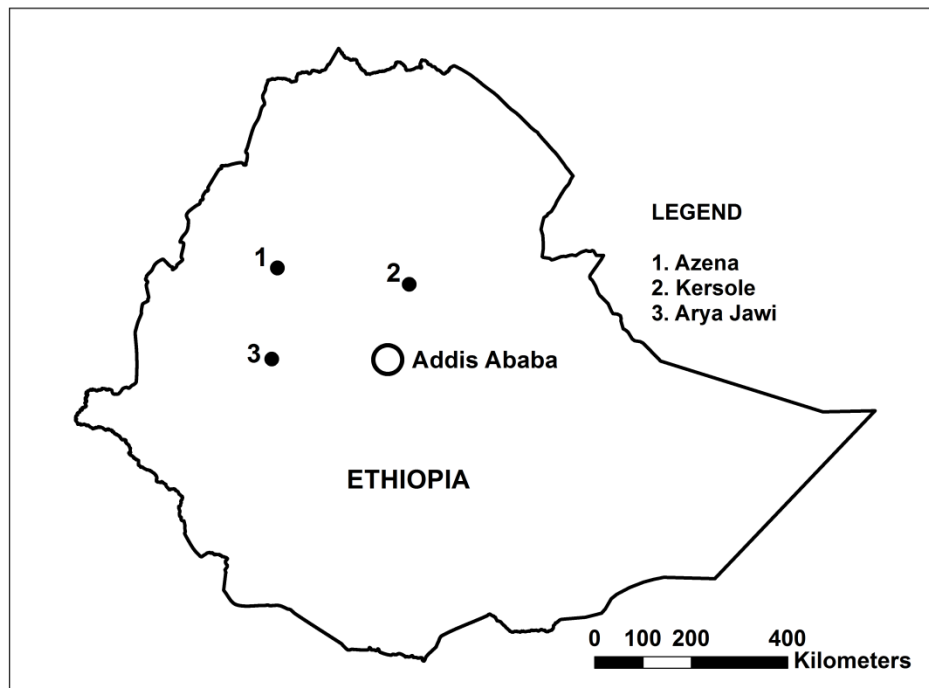 LEGEND
1
2
1. Azena
2. Kersole
3. Arya Jawi
3
Addis Ababa
ETHIOPIA
0 100 200 400
Kilometers